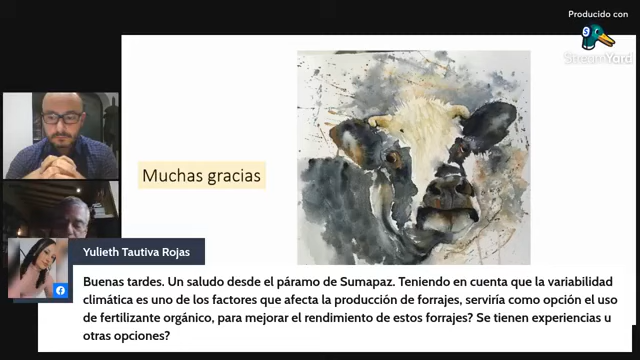 Producido con
StreamYard
Muchas gracias
Yulieth Tautiva Rojas
Buenas tardes. Un saludo desde el páramo de Sumapaz. Teniendo en cuenta que la variabilidad
climática es uno de los factores que afecta la producción de forrajes, serviría como opción el uso
de fertilizante orgánico, para mejorar el rendimiento de estos forrajes? Se tienen experiencias u
otras opciones?